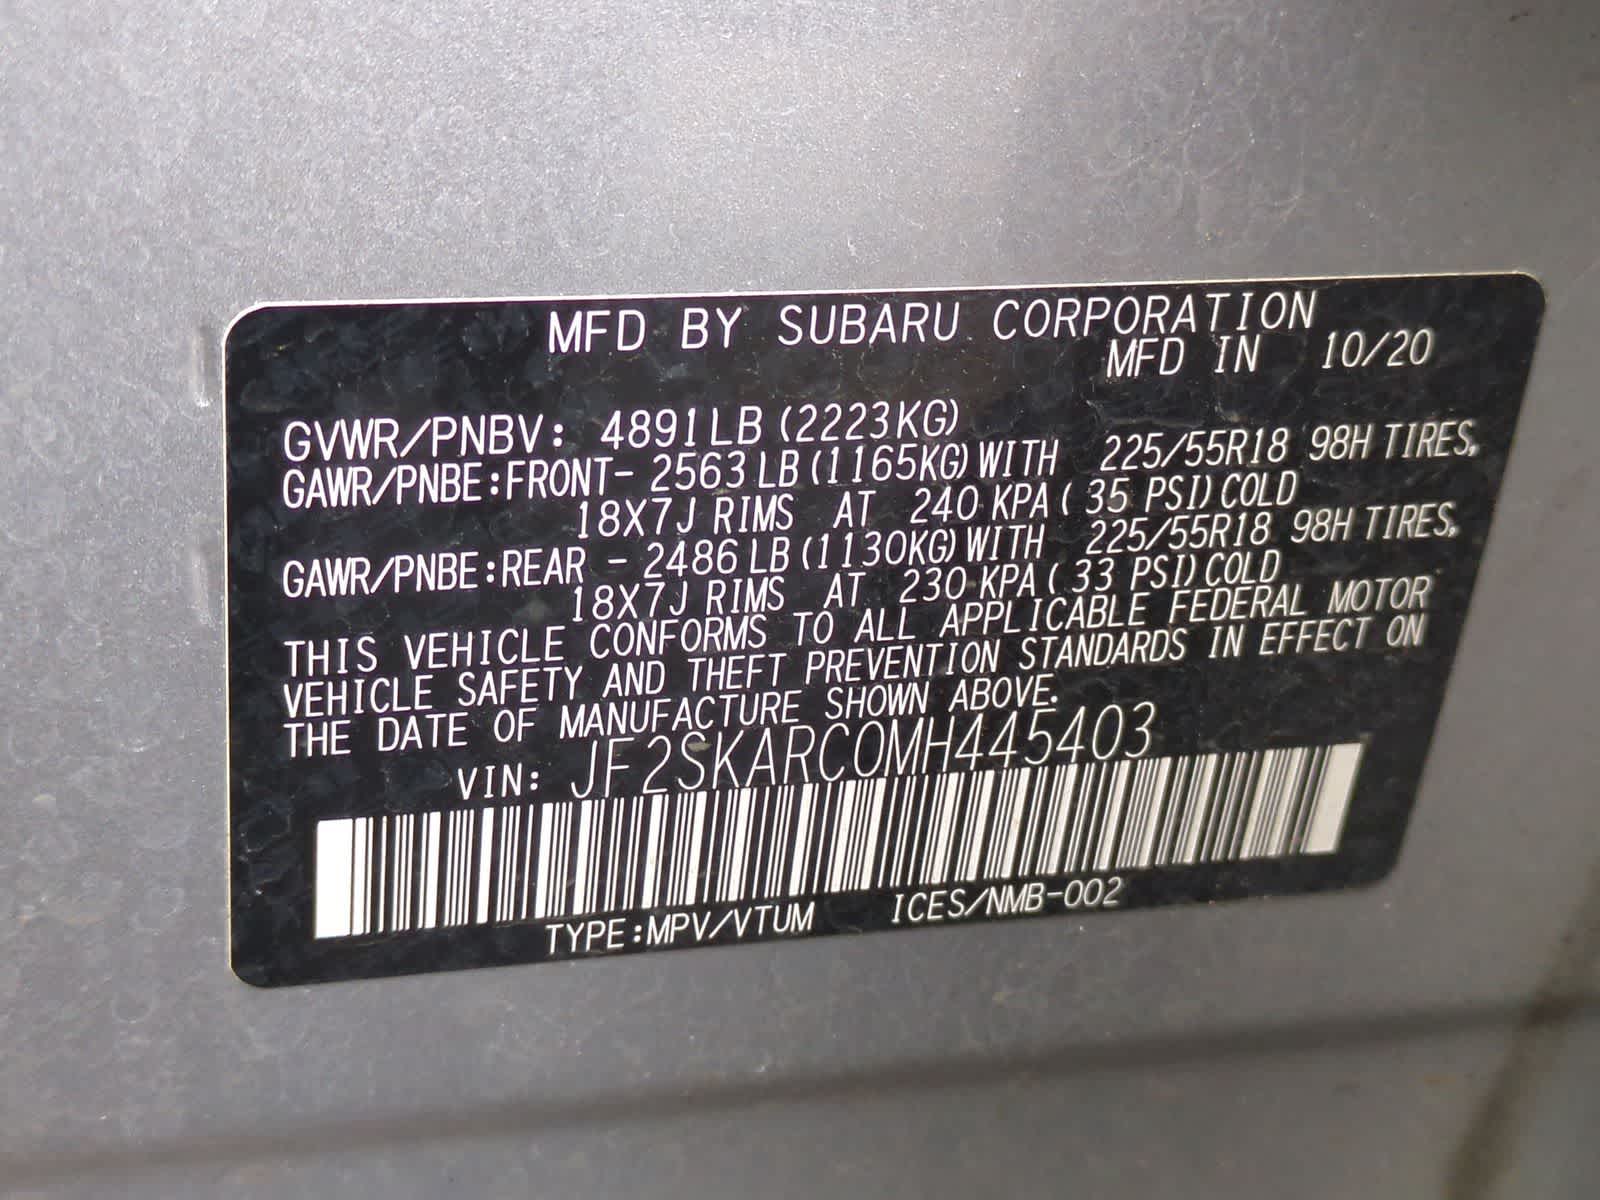 MFD BY SUBARU CORPORATION
MFD IN 10/20
GVWR/PNBV: 4891LB (2223KG)
GAWR/PNBE:FRONT- 2563 LB (1165KG) WITH 225/55R18 98H TIRES,
18X7J RIMS AT 240 KPA ( 35 PSI) COLD
GAWR/PNBE:REAR - 2486 LB (1130KG) WITH 225/55R18 98H TIRES,
18X7J RIMS AT 230 KPA ( 33 PSI) COLD
THIS VEHICLE CONFORMS TO ALL APPLICABLE FEDERAL MOTOR
VEHICLE SAFETY AND THEFT PREVENTION STANDARDS IN EFFECT ON
THE DATE OF MANUFACTURE SHOWN ABOVE.
VIN: JF2SKARC0MH445403
TYPE:MPV/VTUM ICES/NMB-002